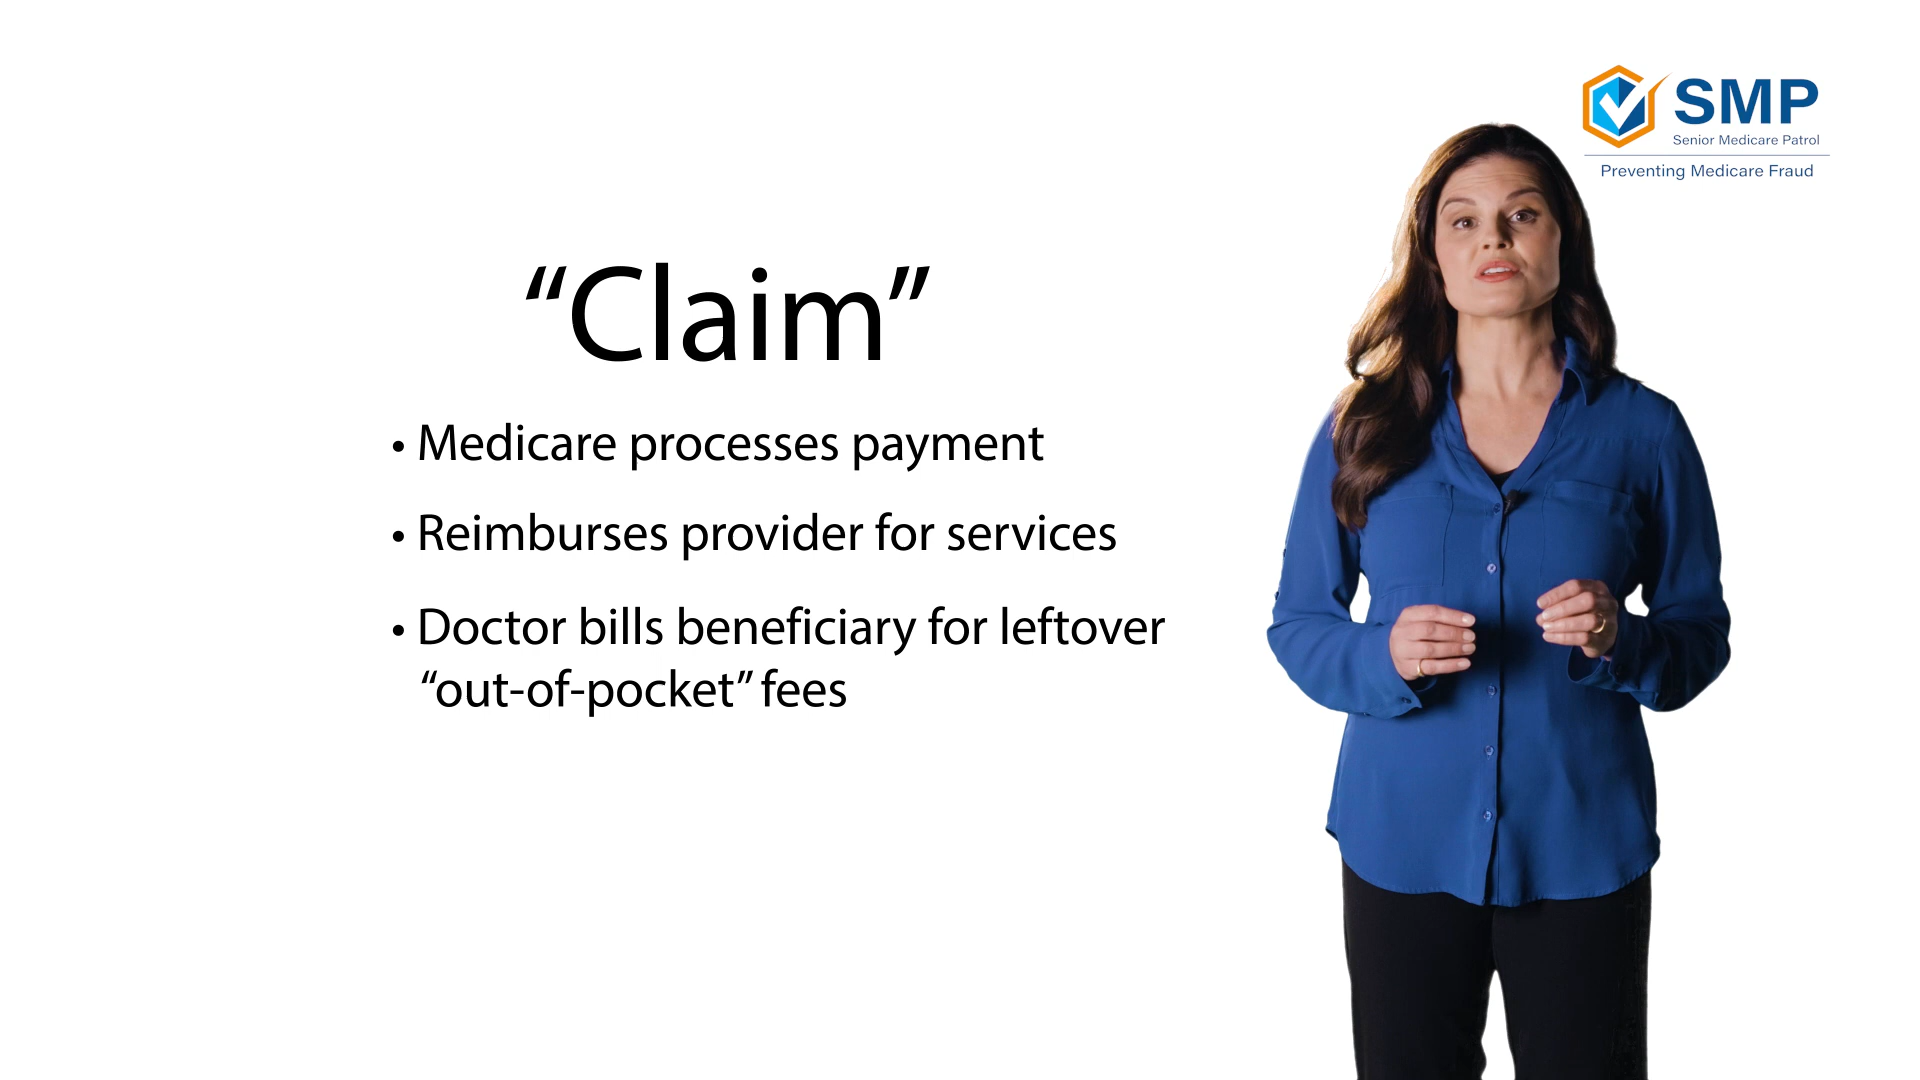 SMP
Senior Medicare Patrol
Preventing Medicare Fraud
“Claim”
• Medicare processes payment
• Reimburses provider for services
• Doctor bills beneficiary for leftover
“out-of-pocket” fees